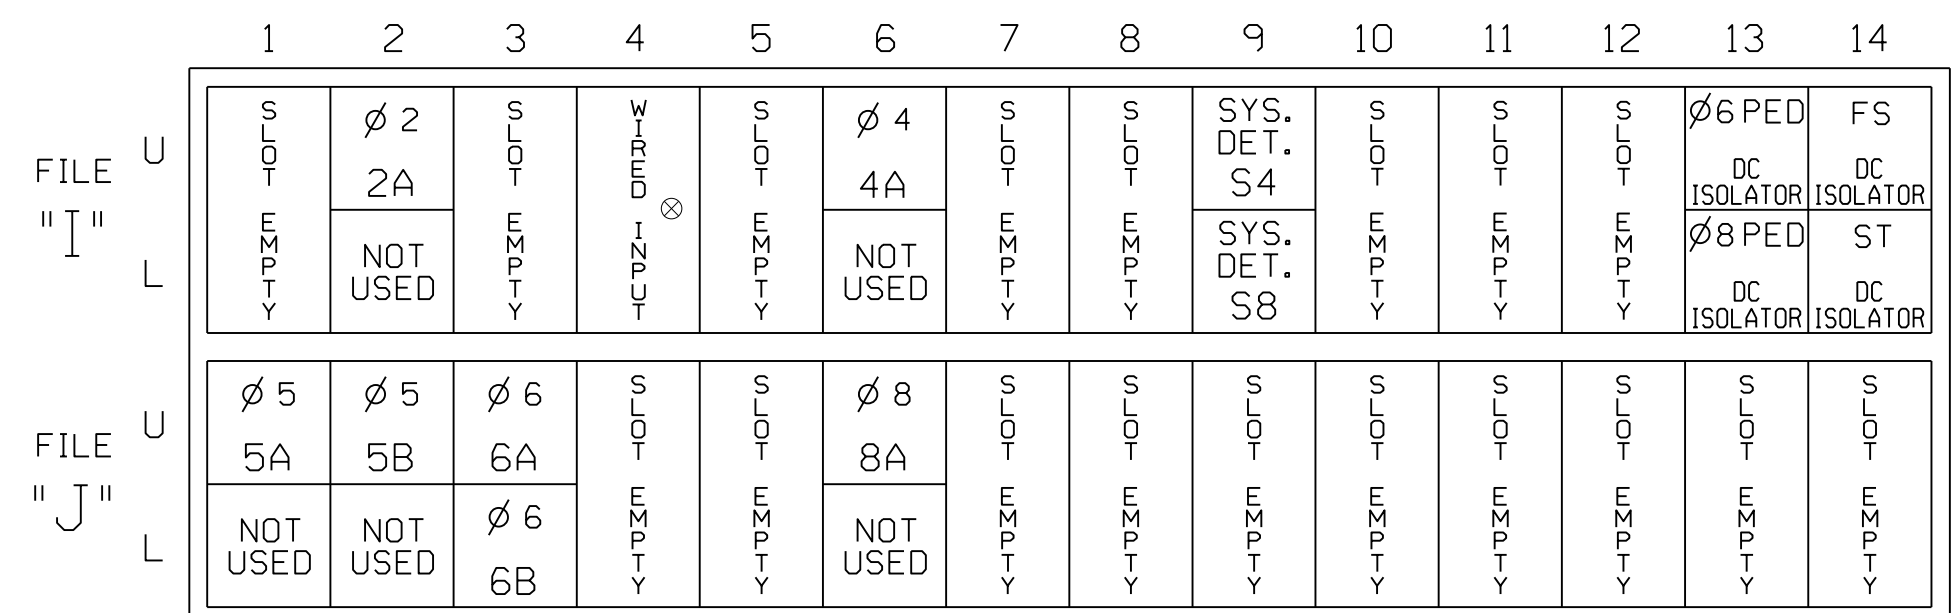 1 2 3 4 5 6 7 8 9 10 11 12 13 14
FILE
"I"
U
L
SLOT EMPTY
Ø 2
2A
NOT
USED
SLOT EMPTY
WIRED INPUT
SLOT EMPTY
Ø 4
4A
NOT
USED
SLOT EMPTY
SLOT EMPTY
SYS.
DET.
S4
SYS.
DET.
S8
SLOT EMPTY
SLOT EMPTY
SLOT EMPTY
Ø6 PED
DC
ISOLATOR
Ø8 PED
DC
ISOLATOR
FS
DC
ISOLATOR
ST
DC
ISOLATOR
FILE
"J"
U
L
Ø 5
5A
NOT
USED
Ø 5
5B
NOT
USED
Ø 6
6A
Ø 6
6B
SLOT EMPTY
SLOT EMPTY
Ø 8
8A
NOT
USED
SLOT EMPTY
SLOT EMPTY
SLOT EMPTY
SLOT EMPTY
SLOT EMPTY
SLOT EMPTY
SLOT EMPTY
SLOT EMPTY